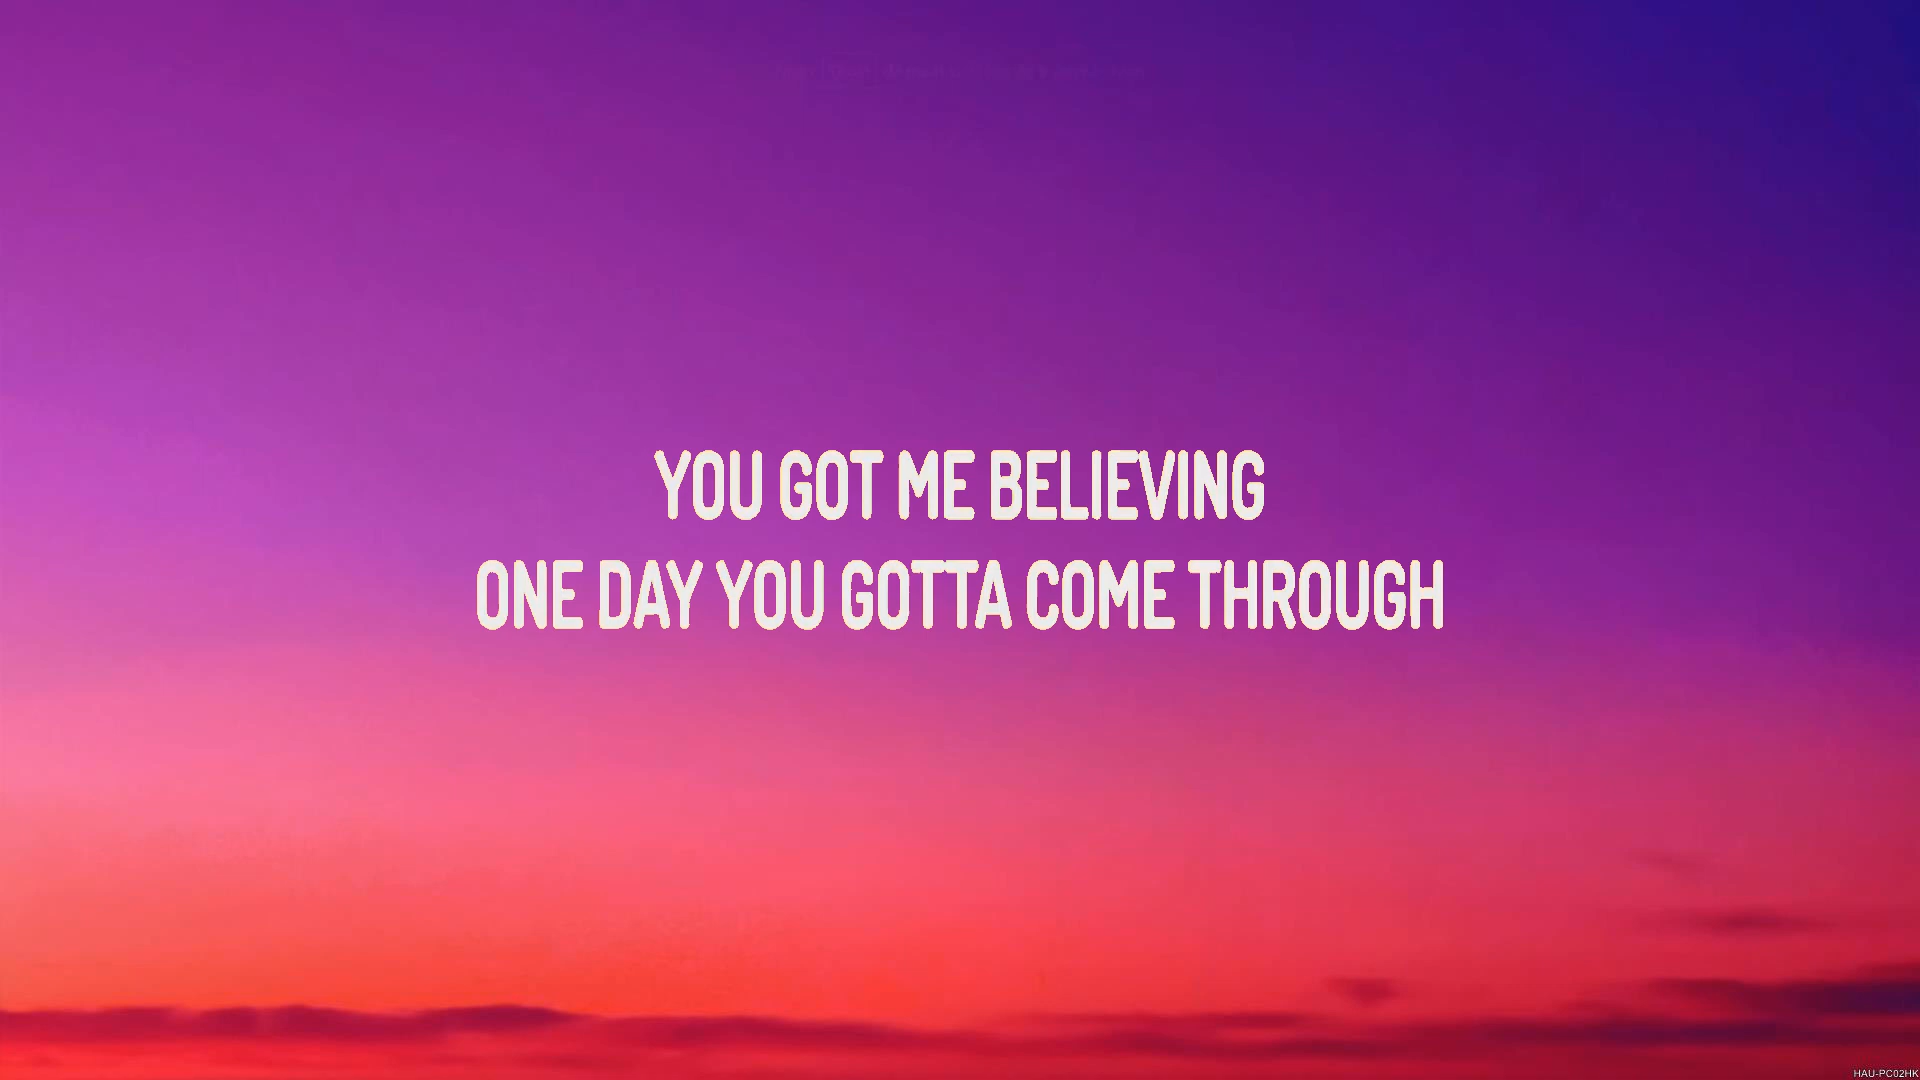 YOU GOT ME BELIEVING
ONE DAY YOU GOTTA COME THROUGH
HAU-PC02HK